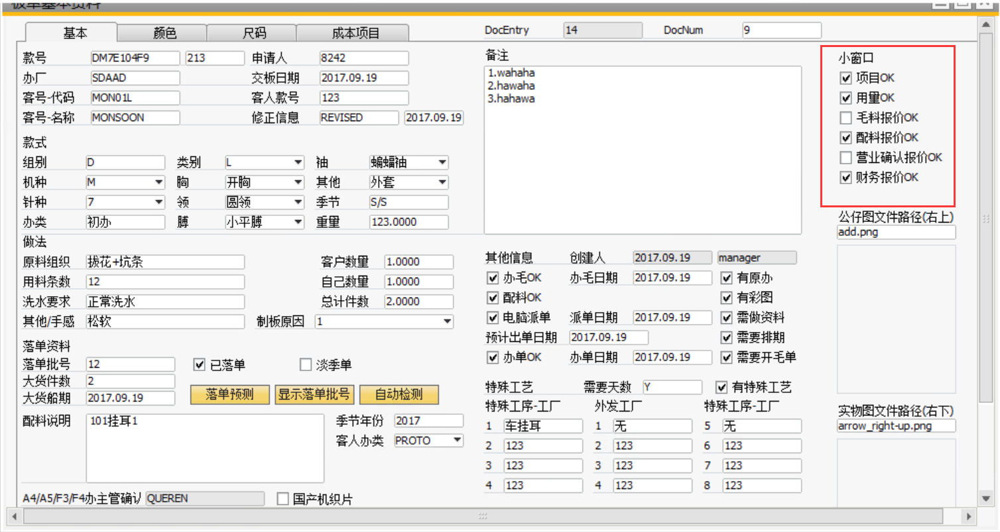 板单基本资料
基本 颜色 尺码 成本项目 DocEntry 14 DocNum 9
款号 DM7E104F9 213 申请人 8242
办厂 SDAAD 交板日期 2017.09.19
客号-代码 MON01L 客人款号 123
客号-名称 MONSOON 修正信息 REVISED 2017.09.19
款式
组别 D 类别 L 袖 蝙蝠袖
机种 M 胸 开胸 其他 外套
针种 7 领 圆领 季节 S/S
办类 初办 膊 小平膊 重量 123.0000
做法
原料组织 拔花+坑条 客户数量 1.0000
用料条数 12 自己数量 1.0000
洗水要求 正常洗水 总计件数 2.0000
其他/手感 松软 制板原因 1
落单资料
落单批号 12 已落单 淡季单
大货件数 2
大货船期 2017.09.19 落单预测 显示落单批号 自动检测
配料说明 101挂耳1 季节年份 2017
客人办类 PROTO
A4/A5/F3/F4办主管确认 QUEREN 国产机织片
备注
1.wahaha
2.hawaha
3.hahawa
其他信息 创建人 2017.09.19 manager
办毛OK 办毛日期 2017.09.19 有原办
配料OK 有彩图
电脑派单 派单日期 2017.09.19 需做资料
预计出单日期 2017.09.19 需要排期
办单OK 办单日期 2017.09.19 需要开毛单
特殊工艺 需要天数 Y 有特殊工艺
特殊工序-工厂 外发工厂 特殊工序-工厂
1 车挂耳 1 无 5 无
2 123 2 123 6 123
3 123 3 123 7 123
4 123 4 123 8 123
小窗口
项目OK
用量OK
毛料报价OK
配料报价OK
营业确认报价OK
财务报价OK
公仔图文件路径(右上)
add.png
实物图文件路径(右下)
arrow_right-up.png